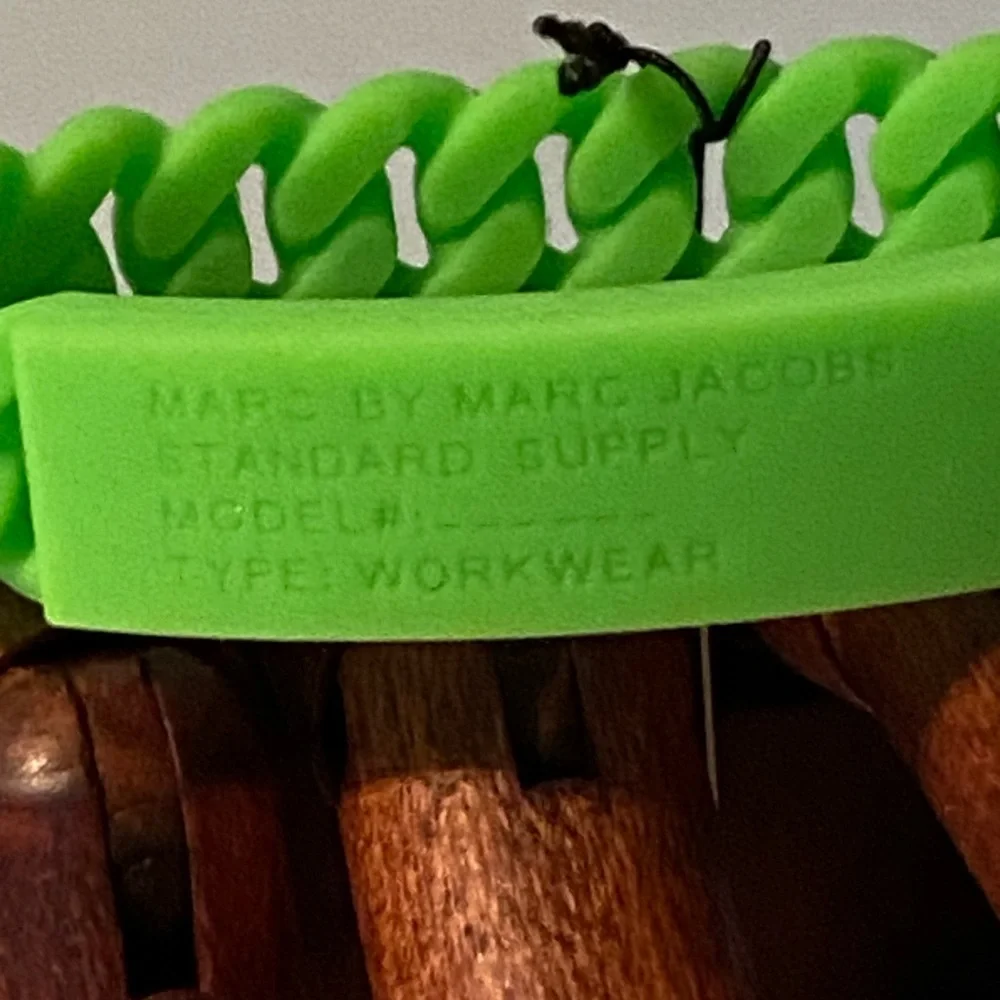 MARC BY MARC JACOBS
STANDARD SUPPLY
MODEL#:______
TYPE: WORKWEAR